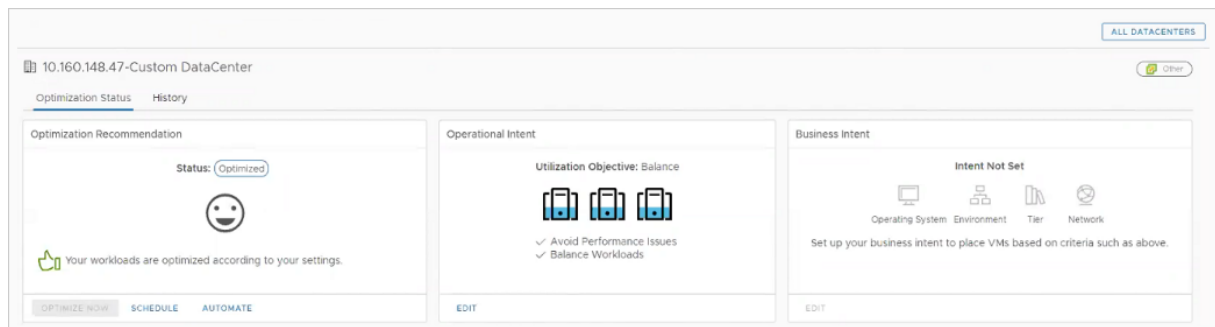 ALL DATACENTERS
10.160.148.47-Custom DataCenter
Other
Optimization Status History
Optimization Recommendation
Status: Optimized
Your workloads are optimized according to your settings.
OPTIMIZE NOW SCHEDULE AUTOMATE
Operational Intent
Utilization Objective: Balance
Avoid Performance Issues
Balance Workloads
EDIT
Business Intent
Intent Not Set
Operating System Environment Tier Network
Set up your business intent to place VMs based on criteria such as above.
EDIT